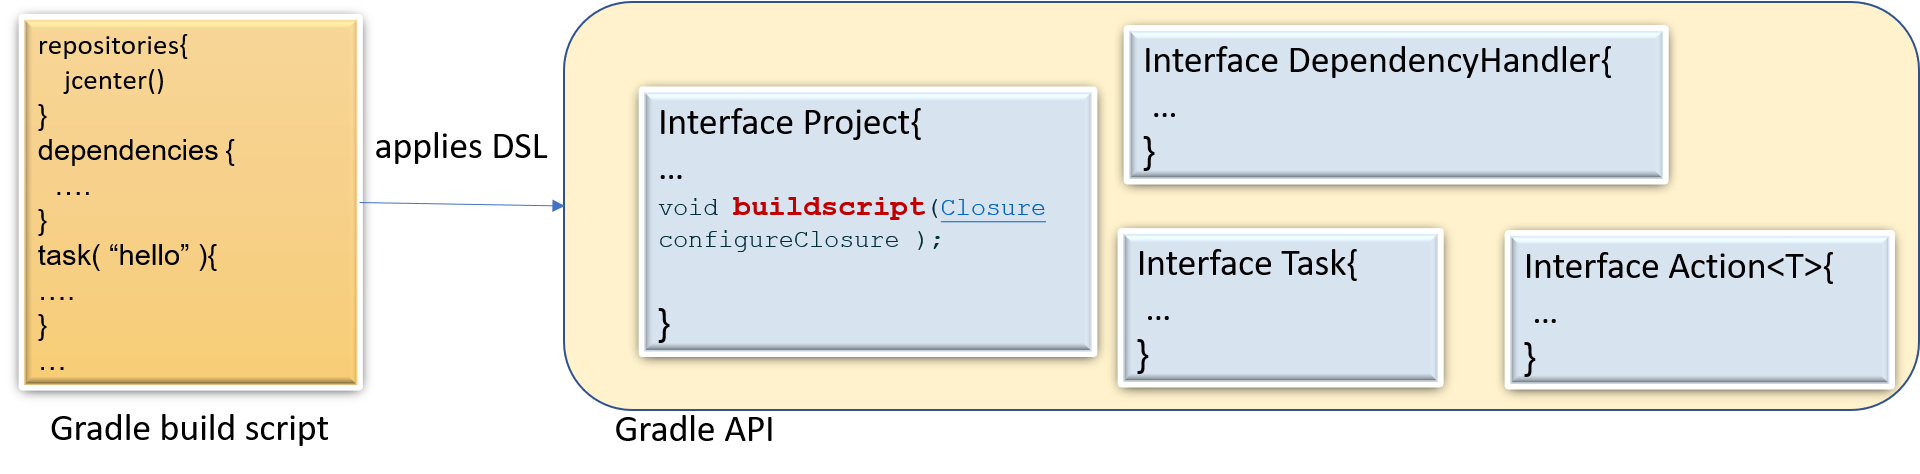 repositories{
jcenter()
}
dependencies {
....
}
task( “hello” ){
....
}
...
Gradle build script
applies DSL
Interface Project{
...
void buildscript(Closure
configureClosure );
}
Interface DependencyHandler{
...
}
Interface Task{
...
}
Interface Action<T>{
...
}
Gradle API